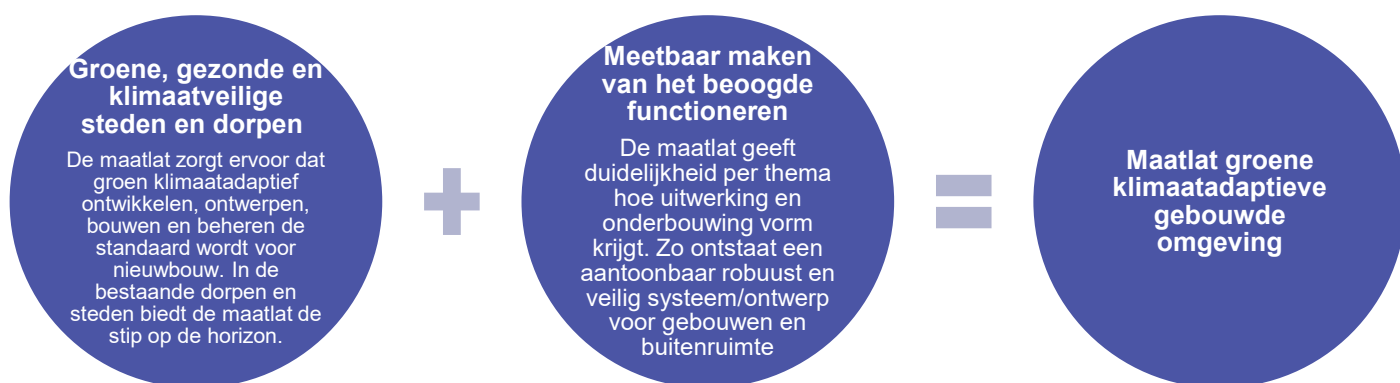 Groene, gezonde en
klimaatveilige
steden en dorpen
De maatlat zorgt ervoor dat
groen klimaatadaptief
ontwikkelen, ontwerpen,
bouwen en beheren de
standaard wordt voor
nieuwbouw. In de
bestaande dorpen en
steden biedt de maatlat de
stip op de horizon.
Meetbaar maken
van het beoogde
functioneren
De maatlat geeft
duidelijkheid per thema
hoe uitwerking en
onderbouwing vorm
krijgt. Zo ontstaat een
aantoonbaar robuust en
veilig systeem/ontwerp
voor gebouwen en
buitenruimte
Maatlat groene
klimaatadaptieve
gebouwde
omgeving